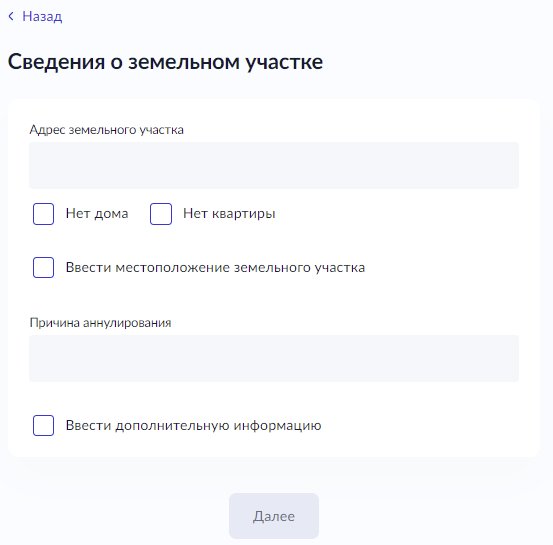 Назад
Сведения о земельном участке
Адрес земельного участка
Нет дома Нет квартиры
Ввести местоположение земельного участка
Причина аннулирования
Ввести дополнительную информацию
Далее